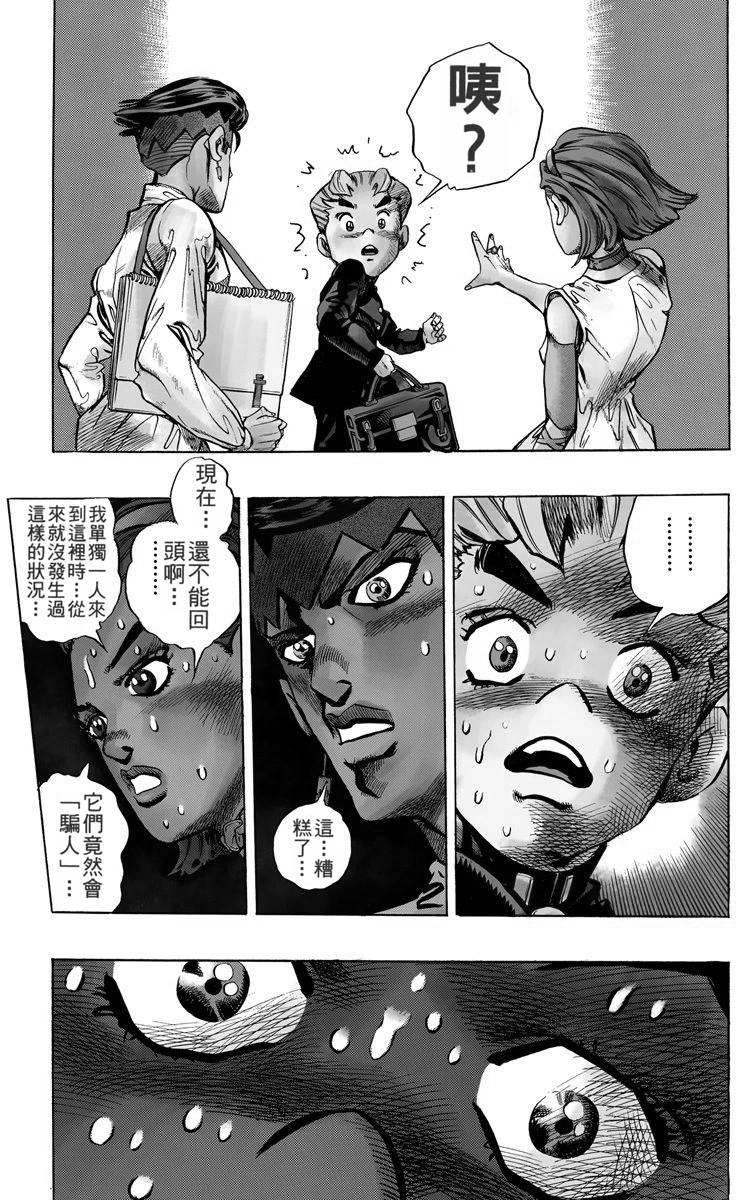 咦
？
……
……
這…糟
糕了…
現在…
還不能回
頭啊…
……
我單獨一人來
到這裡時…從
來就沒發生過
這樣的狀況…
它們竟然會
「騙人」…